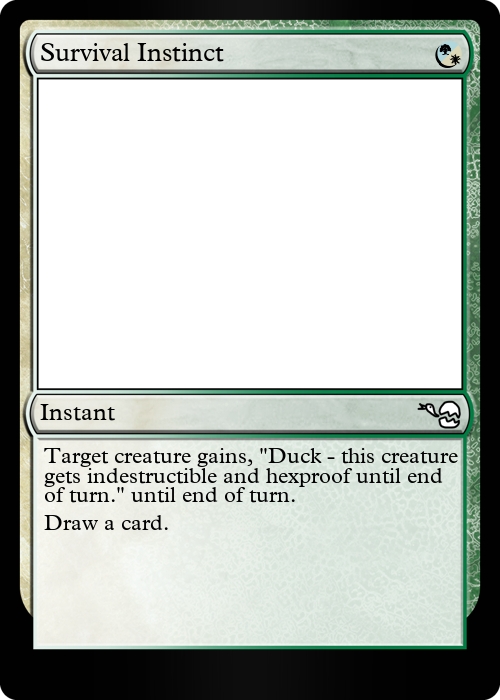 Survival Instinct
Instant
Target creature gains, "Duck - this creature
gets indestructible and hexproof until end
of turn." until end of turn.
Draw a card.